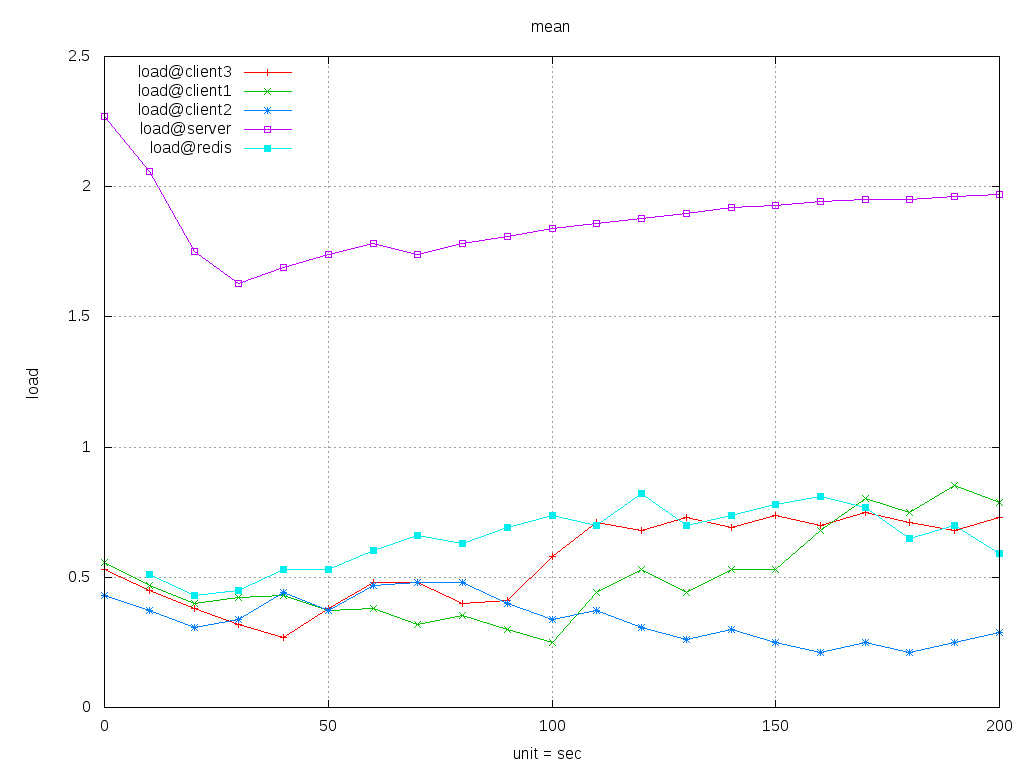 mean
2.5
2
1.5
1
0.5
0
load
load@client3
load@client1
load@client2
load@server
load@redis
0 50 100 150 200
unit = sec